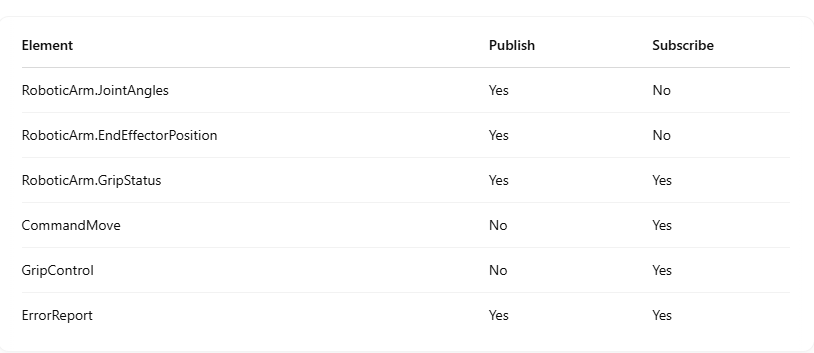 Element Publish Subscribe
RoboticArm.JointAngles Yes No
RoboticArm.EndEffectorPosition Yes No
RoboticArm.GripStatus Yes Yes
CommandMove No Yes
GripControl No Yes
ErrorReport Yes Yes